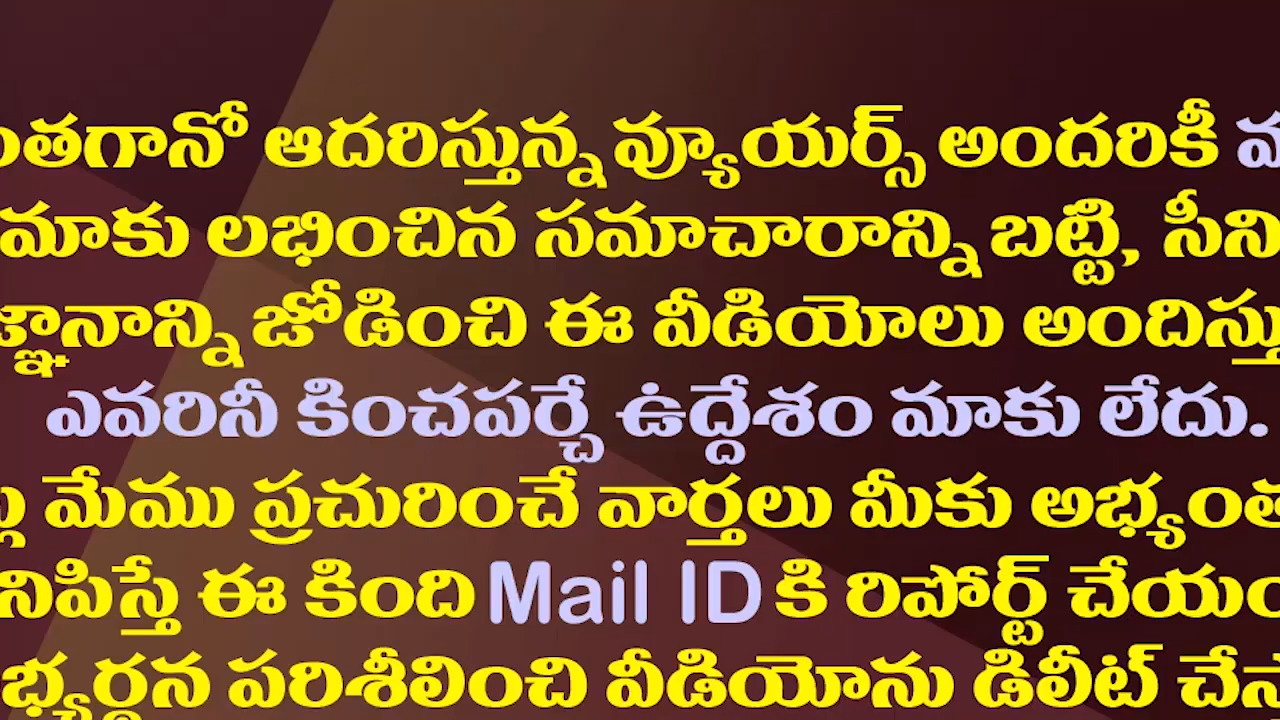 ంతగానో ఆదరిస్తున్న వ్యూయర్స్ అందరికీ
మాకు లభించిన సమాచారాన్ని బట్టి, సీని
జ్ఞానాన్ని జోడించి ఈ వీడియోలు అందిస్తు
ఎవరినీ కించపర్చే ఉద్దేశం మాకు లేదు.
మేము ప్రచురించే వార్తలు మీకు అభ్యంత
నిపిస్తే ఈ కింది Mail ID కి రిపోర్ట్ చేయం
భ్యర్థన పరిశీలించి వీడియోను డిలీట్ చేస